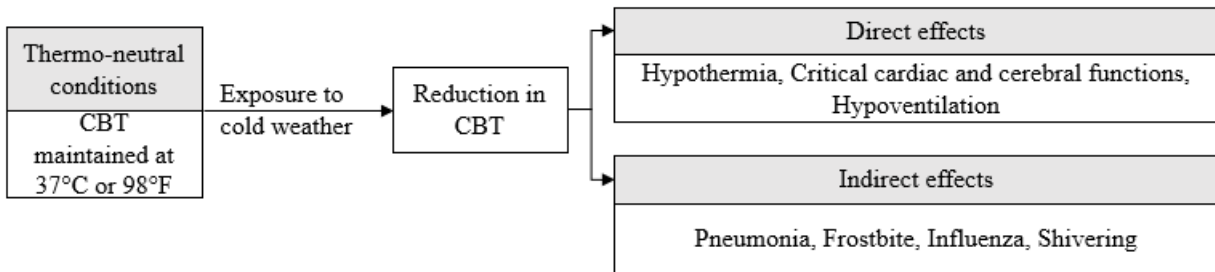 Thermo-neutral
conditions
CBT
maintained at
37°C or 98°F
Exposure to
cold weather
Reduction in
CBT
Direct effects
Hypothermia, Critical cardiac and cerebral functions,
Hypoventilation
Indirect effects
Pneumonia, Frostbite, Influenza, Shivering